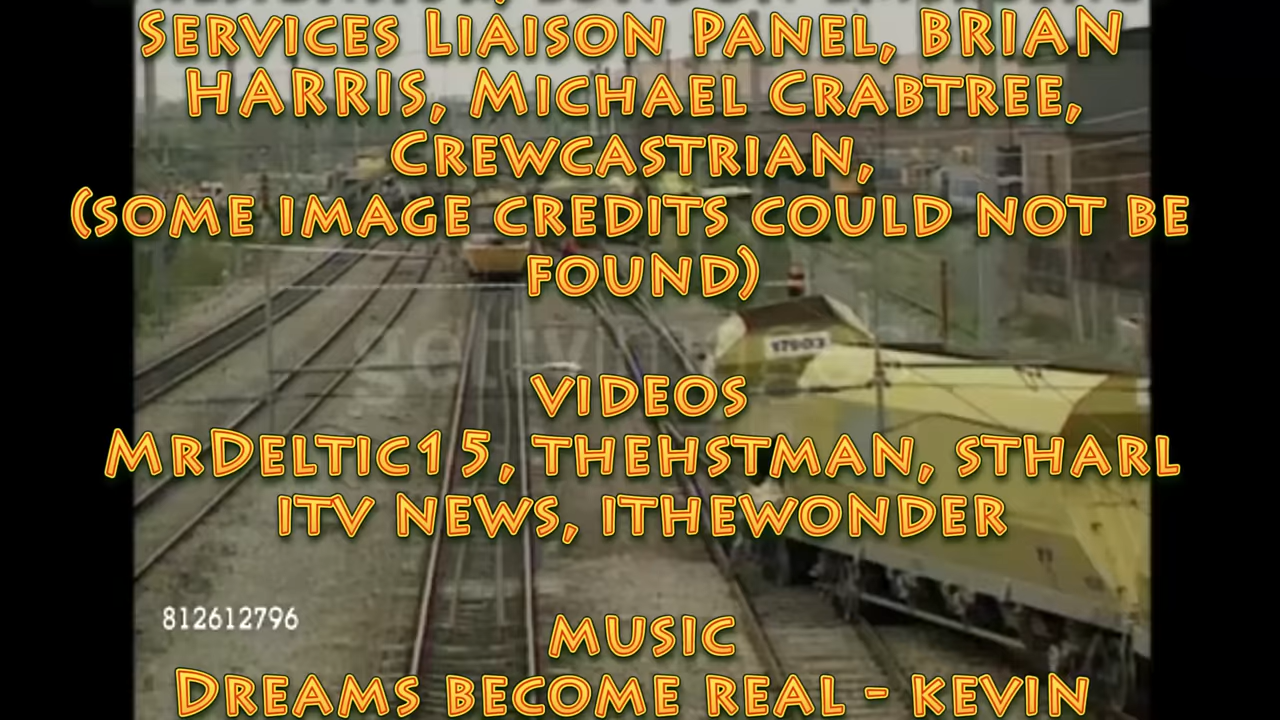 Services Liaison Panel, BRIAN
HARRIS, Michael Crabtree,
Crewcastrian,
(some image credits could not be
found)
17903
videos
MrDeltic15, thehstman, stharl
ITV News, ithewonder
812612796
music
Dreams become real - kevin